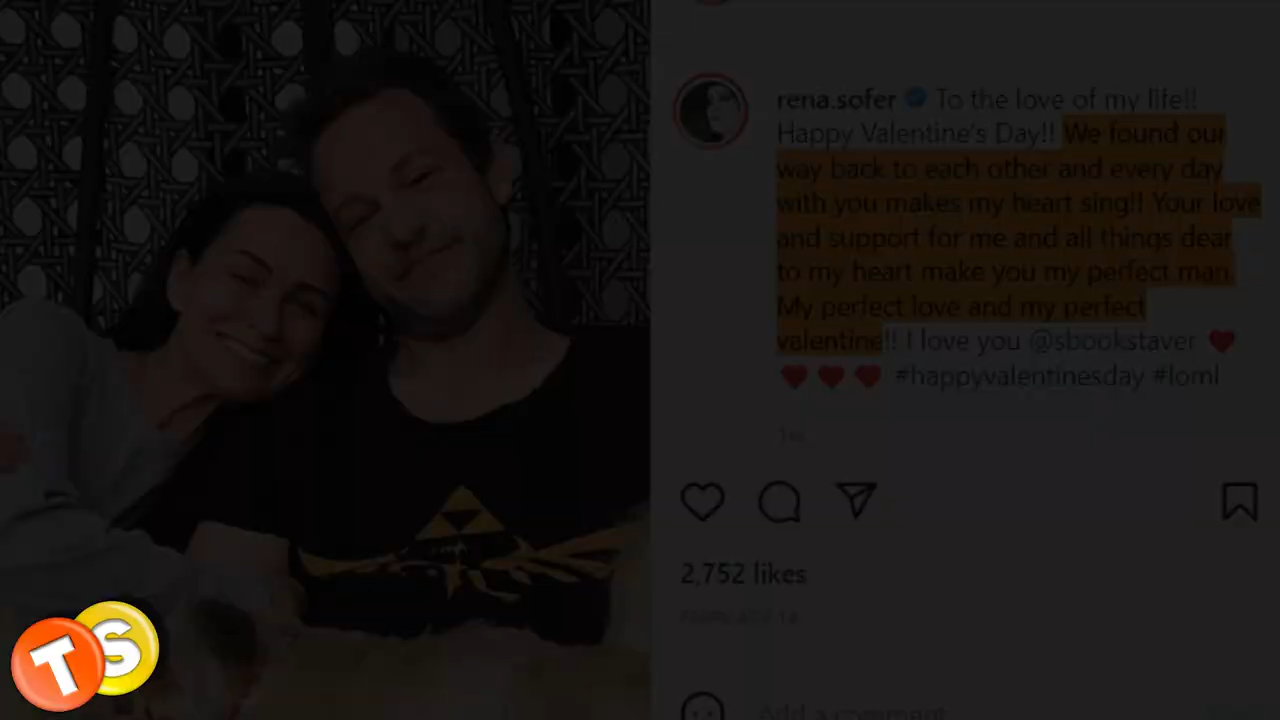 rena.sofer To the love of my life!!
Happy Valentine's Day!! We found our
way back to each other and every day
with you makes my heart sing!! Your love
and support for me and all things dear
to my heart make you my perfect man.
My perfect love and my perfect
valentine!! I love you @sbookstaver
#happyvalentinesday #loml
2,752 likes
Add a comment
TS